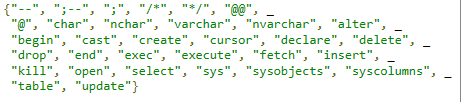 {"--", ";--", ";", "/*", "*/", "@@", _
"@", "char", "nchar", "varchar", "nvarchar", "alter", _
"begin", "cast", "create", "cursor", "declare", "delete", _
"drop", "end", "exec", "execute", "fetch", "insert", _
"kill", "open", "select", "sys", "sysobjects", "syscolumns", _
"table", "update"}